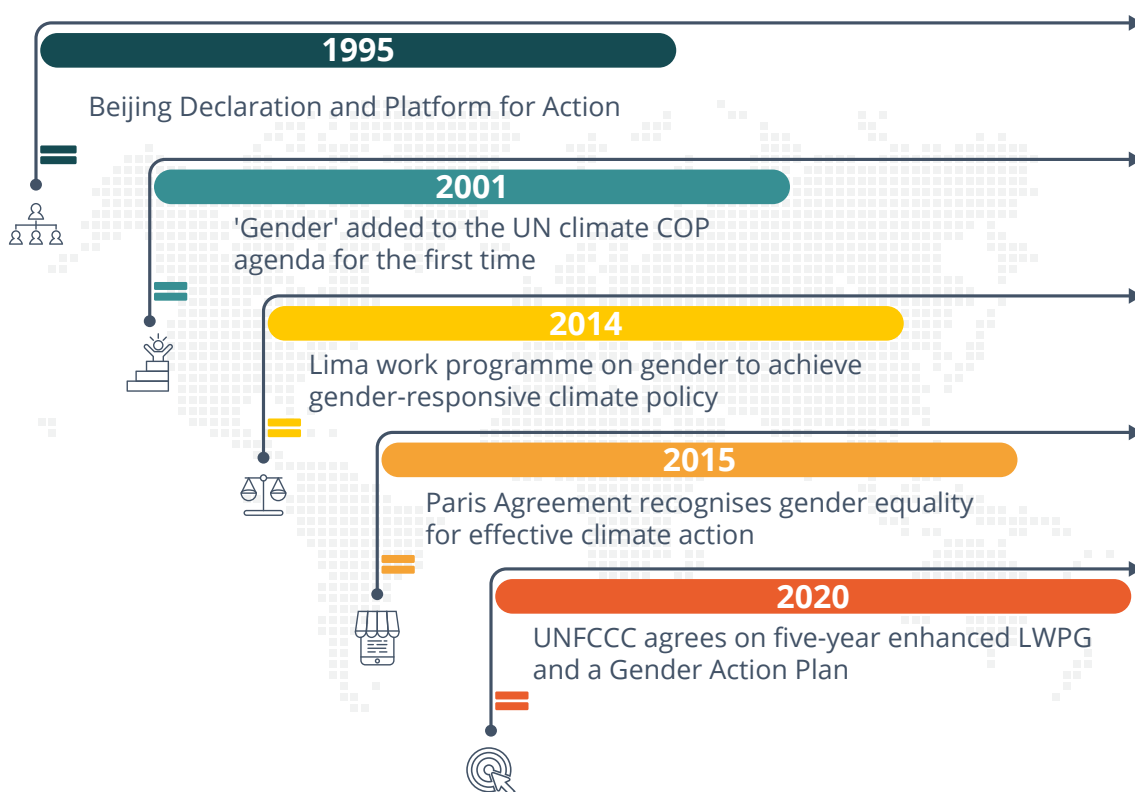 1995
Beijing Declaration and Platform for Action
2001
'Gender' added to the UN climate COP
agenda for the first time
2014
Lima work programme on gender to achieve
gender-responsive climate policy
2015
Paris Agreement recognises gender equality
for effective climate action
2020
UNFCCC agrees on five-year enhanced LWPG
and a Gender Action Plan